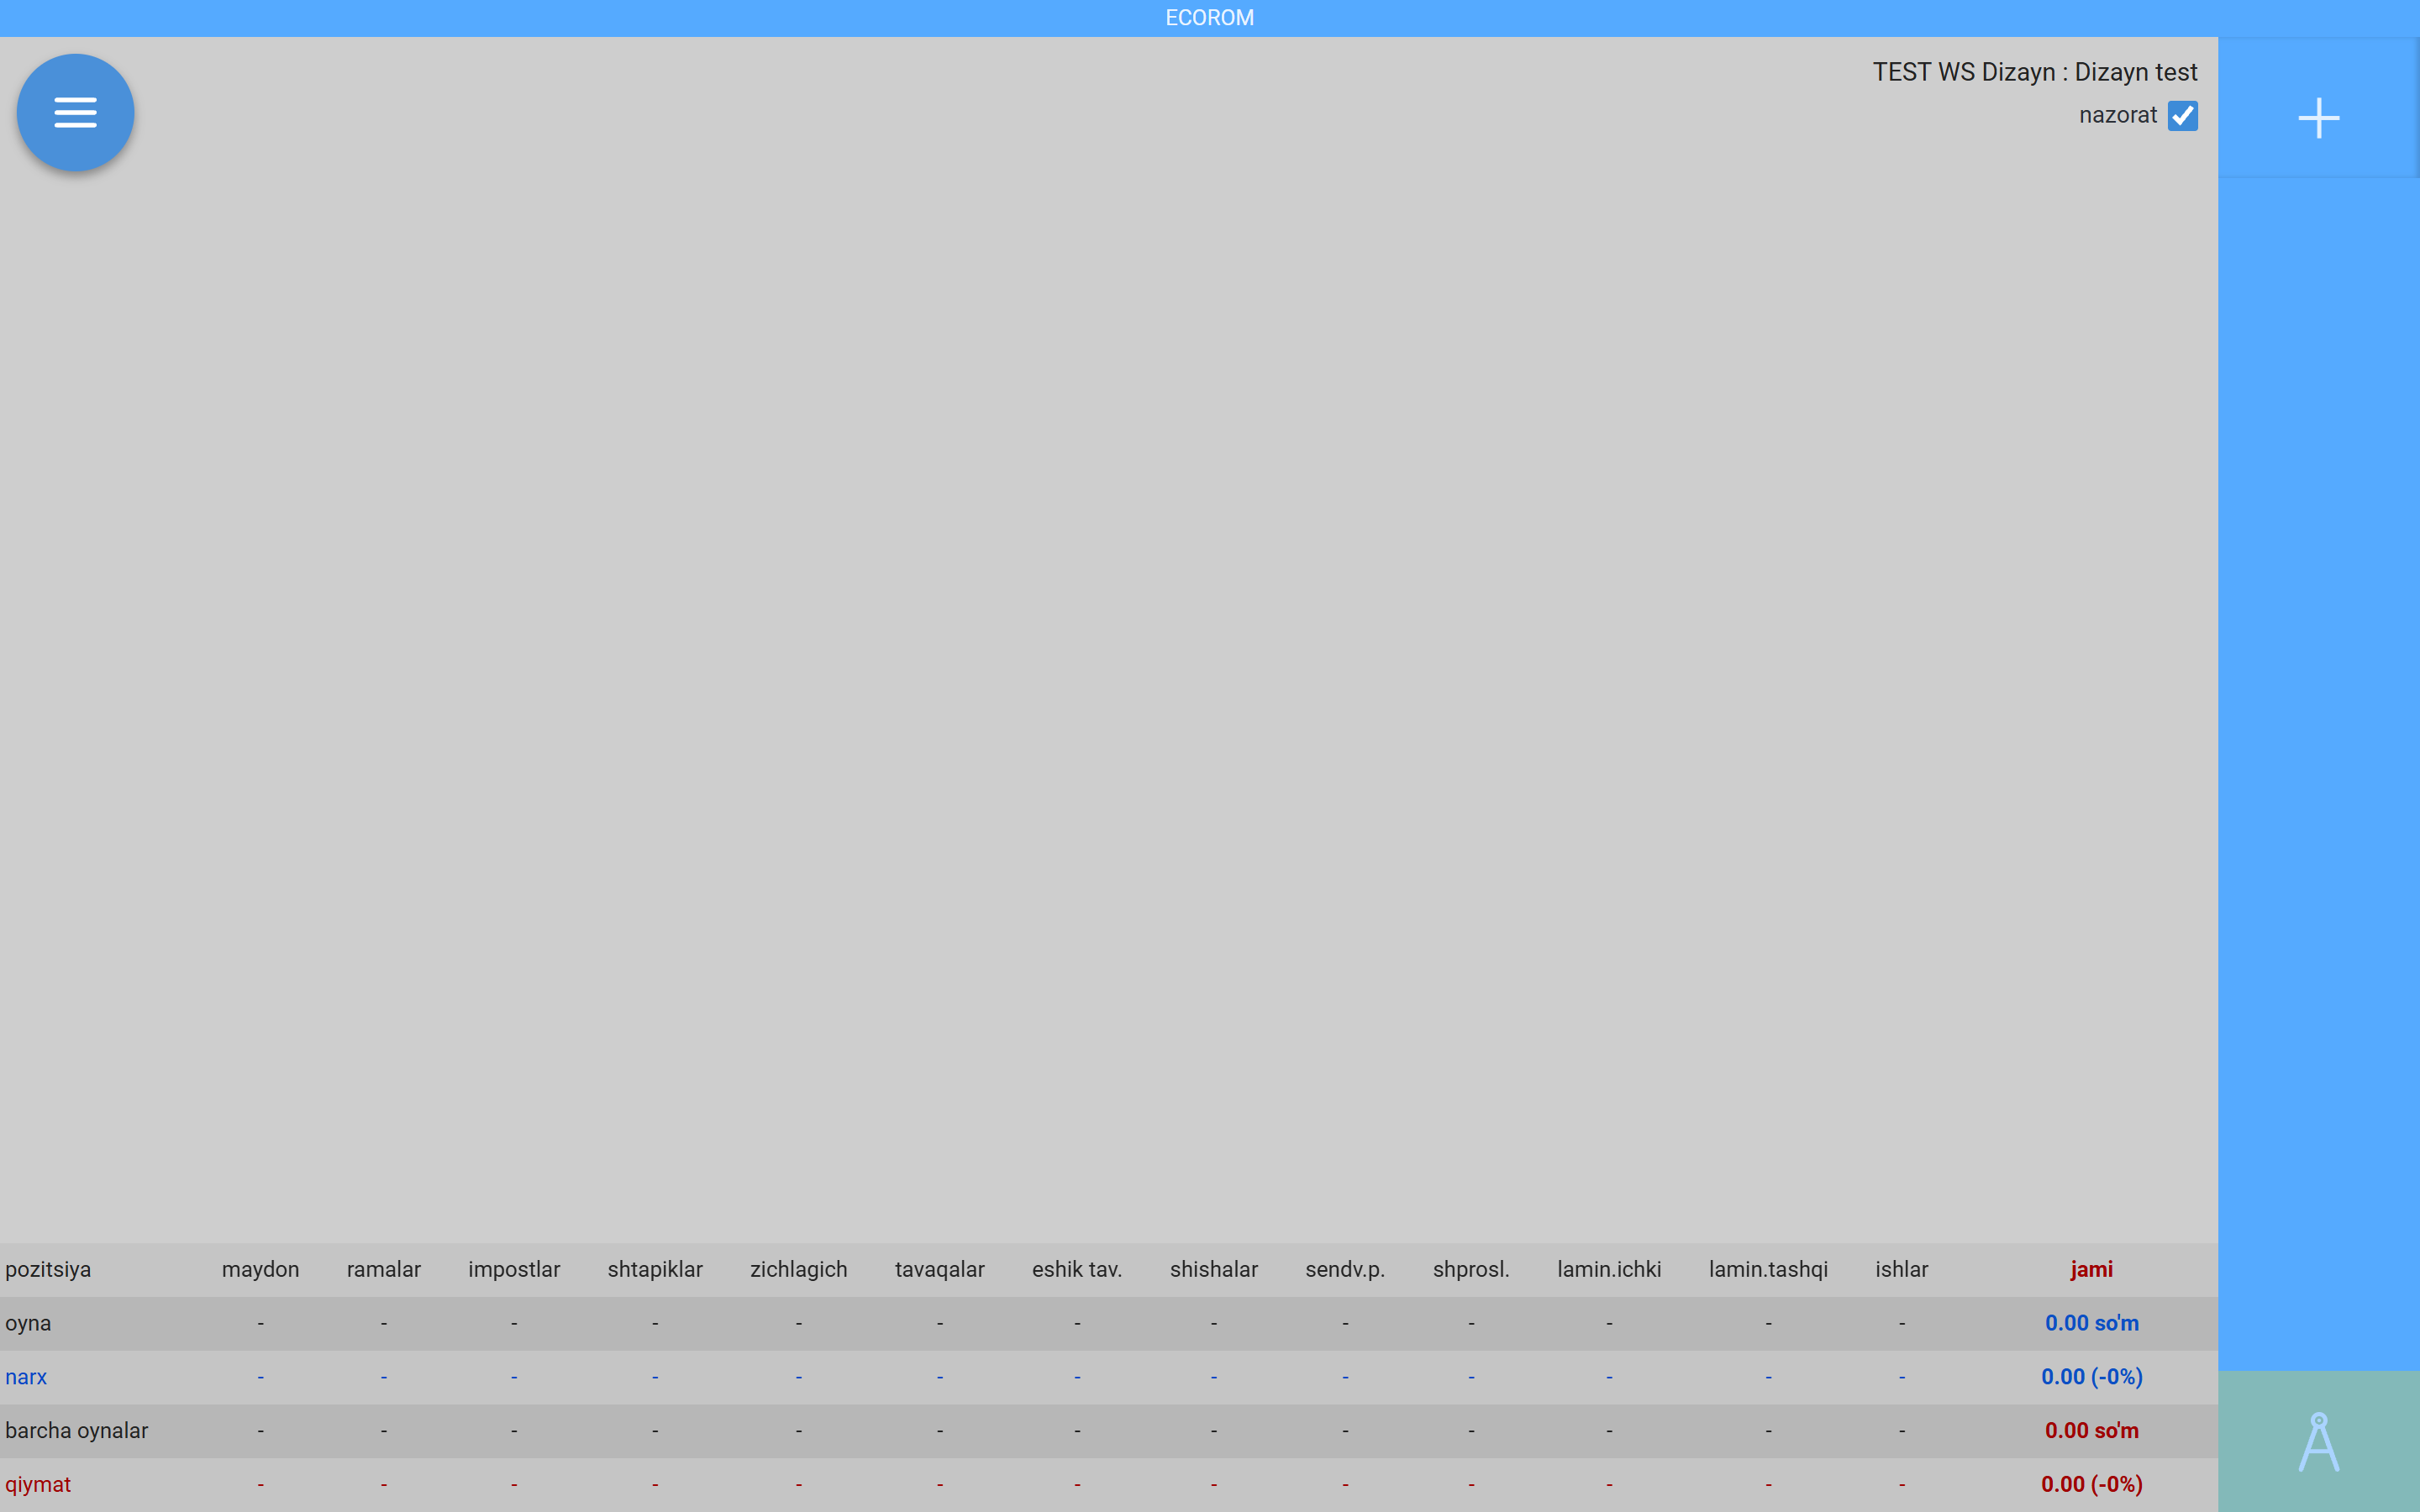 ECOROM
TEST WS Dizayn : Dizayn test
nazorat
pozitsiya maydon ramalar impostlar shtapiklar zichlagich tavaqalar eshik tav. shishalar sendv.p. shprosl. lamin.ichki lamin.tashqi ishlar jami
oyna - - - - - - - - - - - - - 0.00 so'm
narx - - - - - - - - - - - - - 0.00 (-0%)
barcha oynalar - - - - - - - - - - - - - 0.00 so'm
qiymat - - - - - - - - - - - - - 0.00 (-0%)